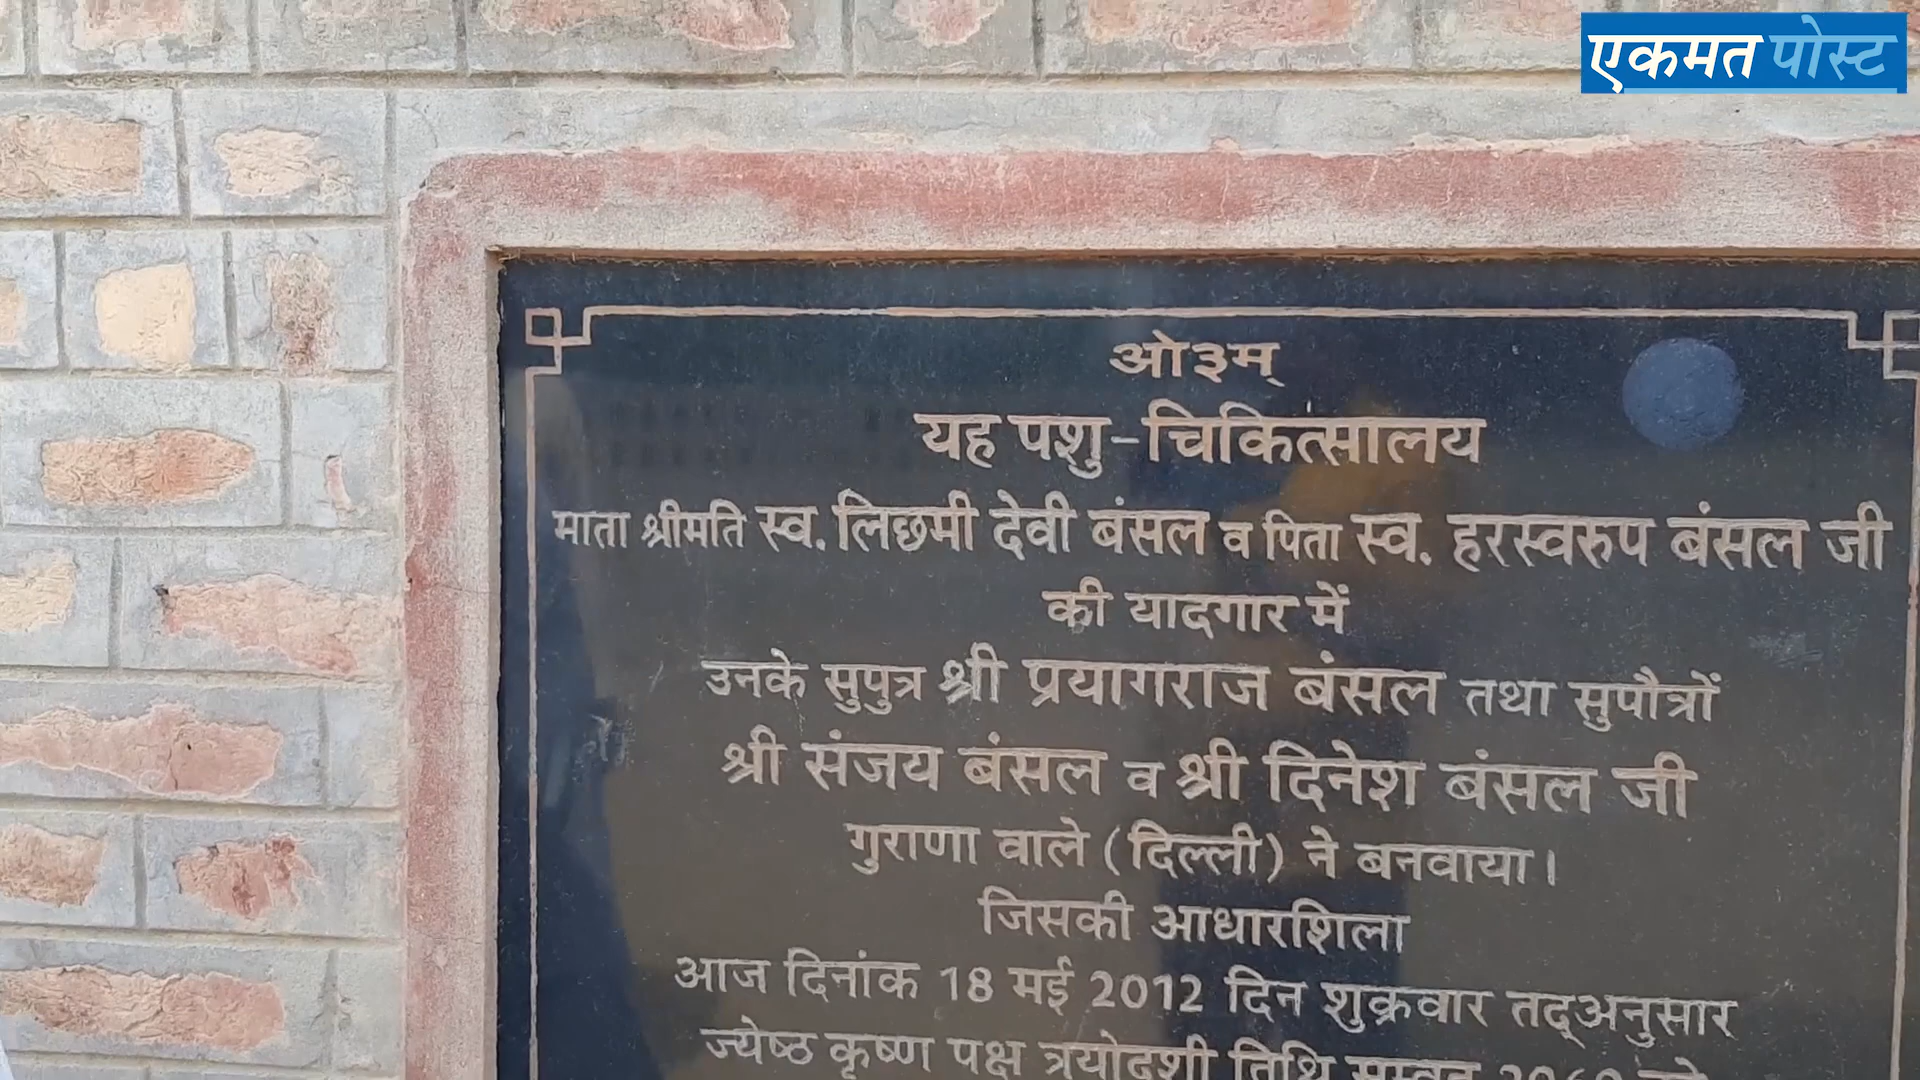 एकमत पोस्ट
ओ३म्
यह पशु-चिकित्सालय
माता श्रीमति स्व. लिछमी देवी बंसल व पिता स्व. हरस्वरुप बंसल जी
की यादगार में
उनके सुपुत्र श्री प्रयागराज बंसल तथा सुपौत्रों
श्री संजय बंसल व श्री दिनेश बंसल जी
गुराणा वाले (दिल्ली) ने बनवाया।
जिसकी आधारशिला
आज दिनांक 18 मई 2012 दिन शुक्रवार तद्अनुसार
ज्येष्ठ कृष्ण पक्ष त्रयोदशी तिथि